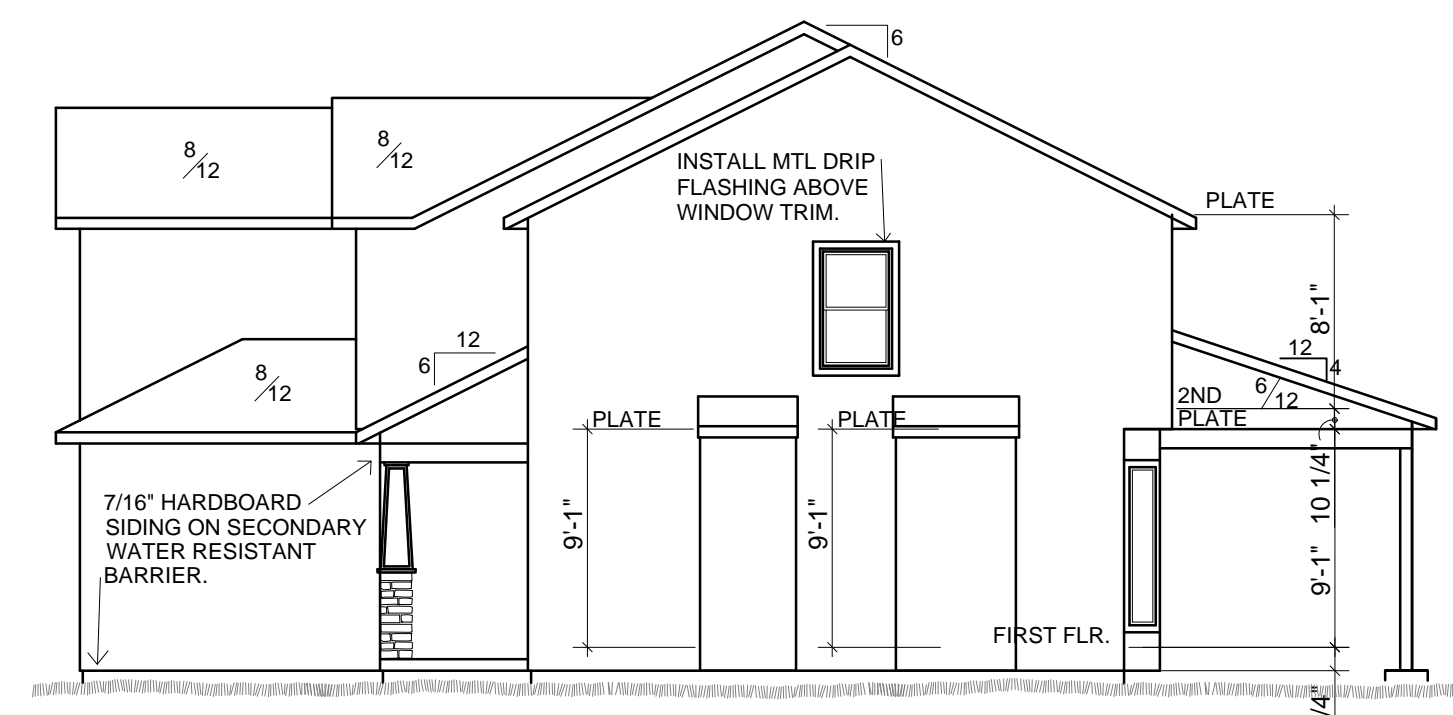 6
8/12
8/12
INSTALL MTL DRIP
FLASHING ABOVE
WINDOW TRIM.
PLATE
8'-1"
12
6
12
4
8/12
6/12
2ND
PLATE
PLATE
PLATE
10 1/4"
7/16" HARDBOARD
SIDING ON SECONDARY
WATER RESISTANT
BARRIER.
9'-1"
9'-1"
9'-1"
FIRST FLR.
/4"